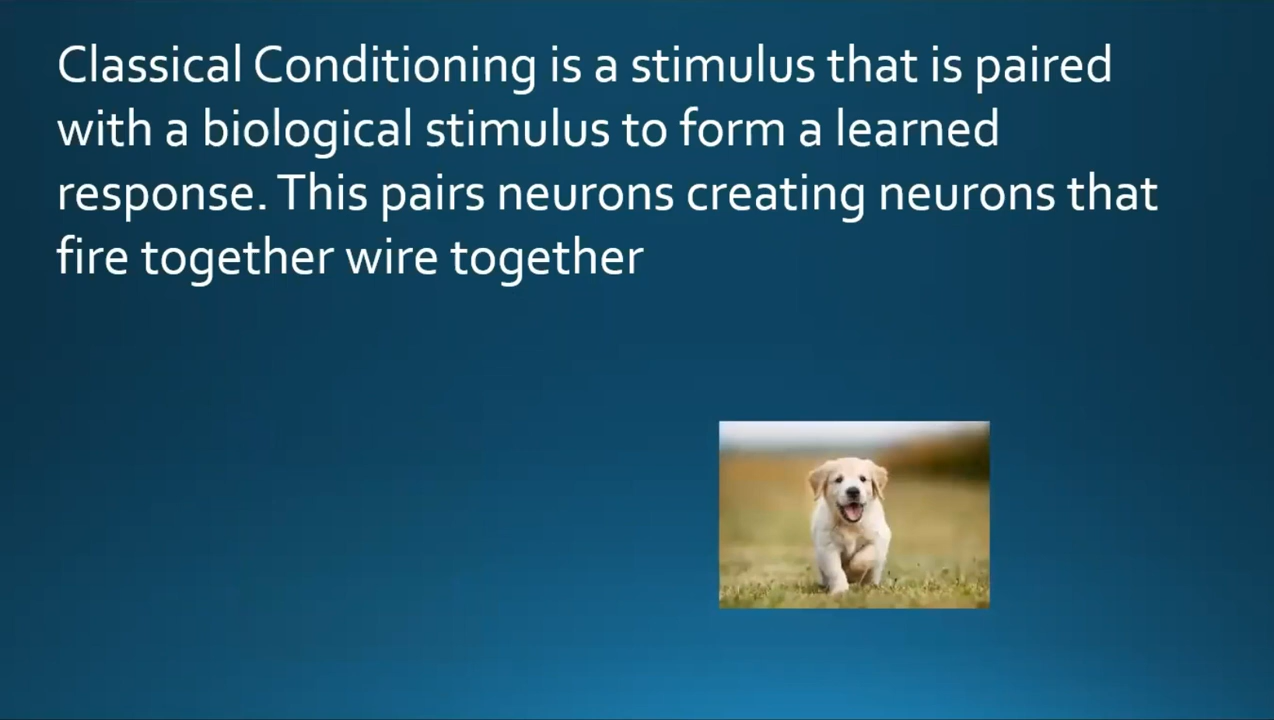 Classical Conditioning is a stimulus that is paired
with a biological stimulus to form a learned
response. This pairs neurons creating neurons that
fire together wire together